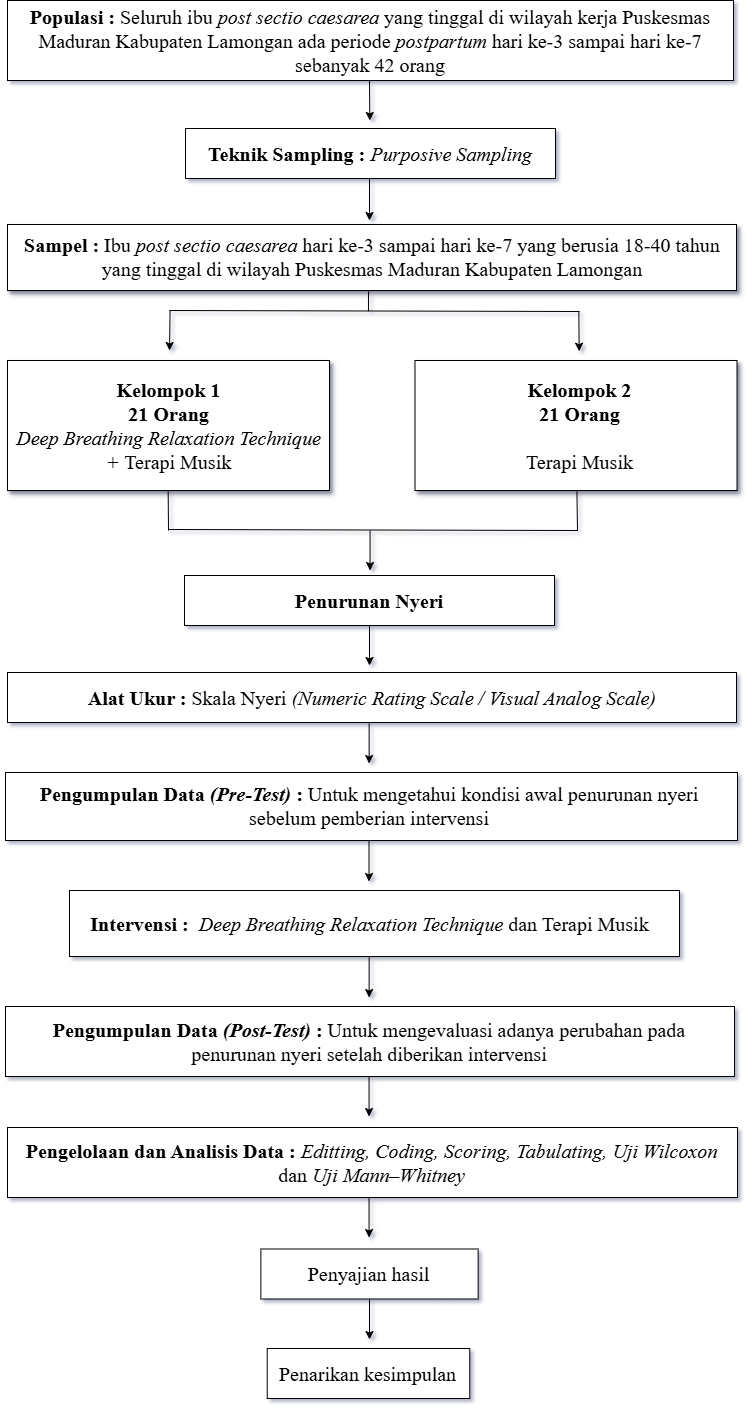 Populasi : Seluruh ibu post sectio caesarea yang tinggal di wilayah kerja Puskesmas
Maduran Kabupaten Lamongan ada periode postpartum hari ke-3 sampai hari ke-7
sebanyak 42 orang
Teknik Sampling : Purposive Sampling
Sampel : Ibu post sectio caesarea hari ke-3 sampai hari ke-7 yang berusia 18-40 tahun
yang tinggal di wilayah Puskesmas Maduran Kabupaten Lamongan
Kelompok 1
21 Orang
Deep Breathing Relaxation Technique
+ Terapi Musik
Kelompok 2
21 Orang
Terapi Musik
Penurunan Nyeri
Alat Ukur : Skala Nyeri (Numeric Rating Scale / Visual Analog Scale)
Pengumpulan Data (Pre-Test) : Untuk mengetahui kondisi awal penurunan nyeri
sebelum pemberian intervensi
Intervensi : Deep Breathing Relaxation Technique dan Terapi Musik
Pengumpulan Data (Post-Test) : Untuk mengevaluasi adanya perubahan pada
penurunan nyeri setelah diberikan intervensi
Pengelolaan dan Analisis Data : Editting, Coding, Scoring, Tabulating, Uji Wilcoxon
dan Uji Mann–Whitney
Penyajian hasil
Penarikan kesimpulan